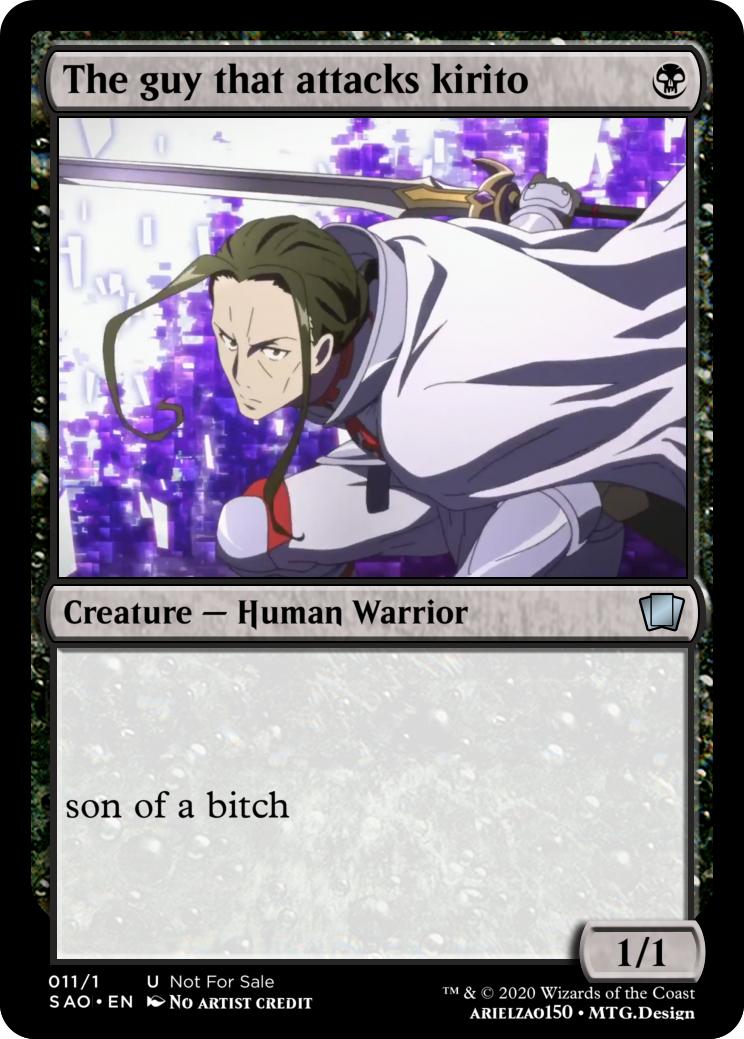 The guy that attacks kirito
Creature — Human Warrior
son of a bitch
1/1
011/1 U Not For Sale
SAO • EN No artist credit
™ & © 2020 Wizards of the Coast
ARIELZAO150 • MTG.Design